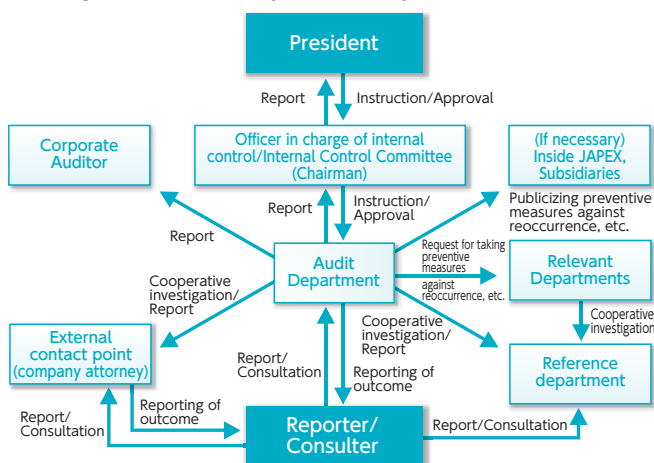 President
Report
Instruction/Approval
Corporate
Auditor
Officer in charge of internal
control/Internal Control Committee
(Chairman)
(If necessary)
Inside JAPEX,
Subsidiaries
Publicizing preventive
measures against
reoccurrence, etc.
Report
Instruction/
Approval
Report
Audit
Department
Request for taking
preventive
measures
against
reoccurrence, etc.
Relevant
Departments
Cooperative
investigation/
Report
Cooperative
investigation/
Report
Cooperative
investigation
External
contact point
(company attorney)
Report/
Consultation
Reporting of
outcome
Reference
department
Report/
Consultation
Reporting of
outcome
Reporter/
Consulter
Report/Consultation